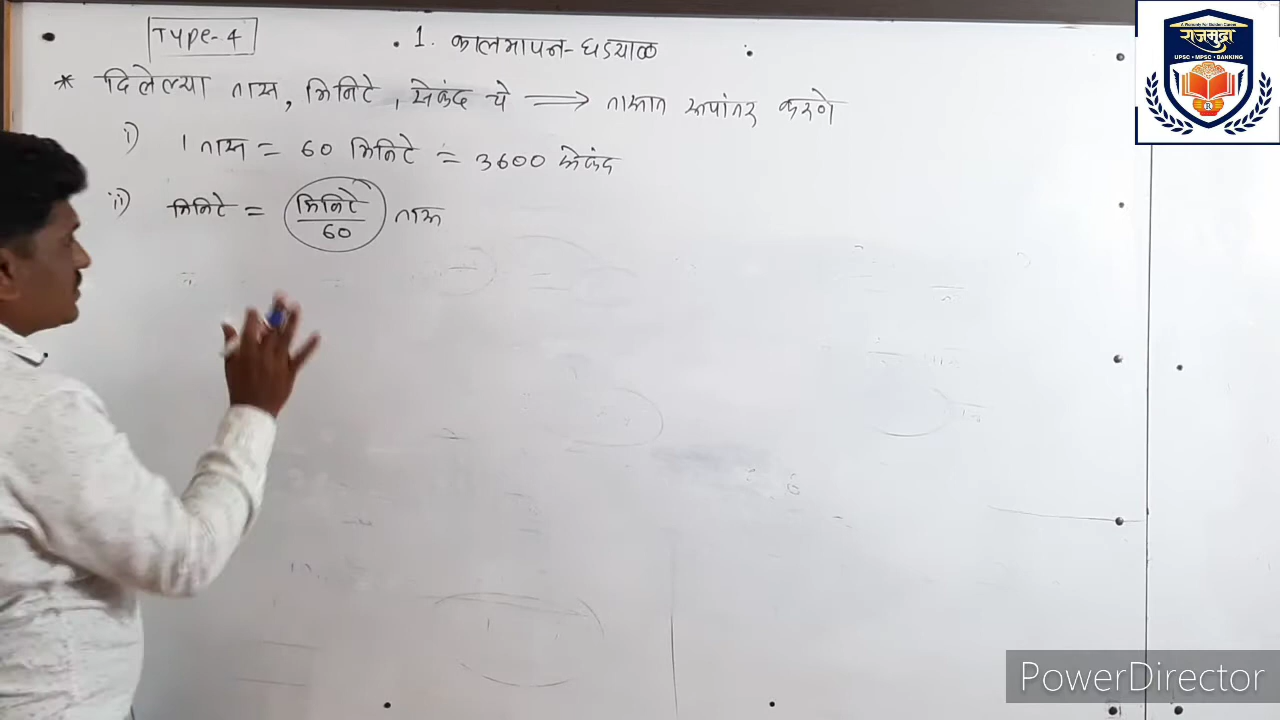 Type-4
1. कालमापन-घड्याळ
* दिलेल्या तास, मिनिटे, सेकंद चे ⟹ तासात रूपांतर करणे
i) 1 तास = 60 मिनिटे = 3600 सेकंद
ii) मिनिटे = मिनिटे/60 तास
राजमुद्रा
UPSC • MPSC • BANKING
PowerDirector